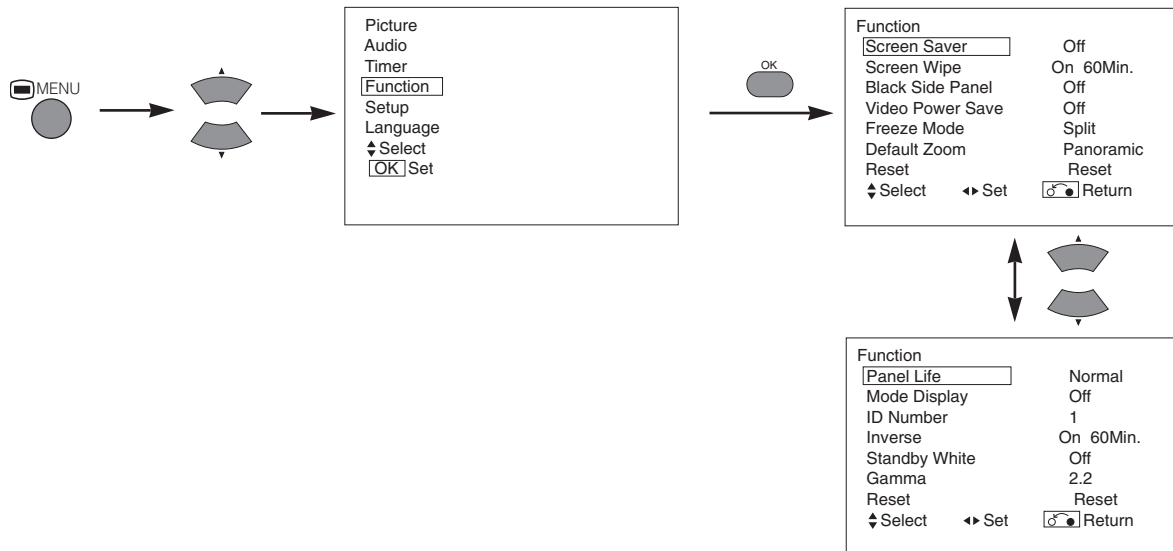 MENU
Picture
Audio
Timer
Function
Setup
Language
Select
OK Set
OK
Function
Screen Saver Off
Screen Wipe On 60Min.
Black Side Panel Off
Video Power Save Off
Freeze Mode Split
Default Zoom Panoramic
Reset Reset
Select Set Return
Function
Panel Life Normal
Mode Display Off
ID Number 1
Inverse On 60Min.
Standby White Off
Gamma 2.2
Reset Reset
Select Set Return